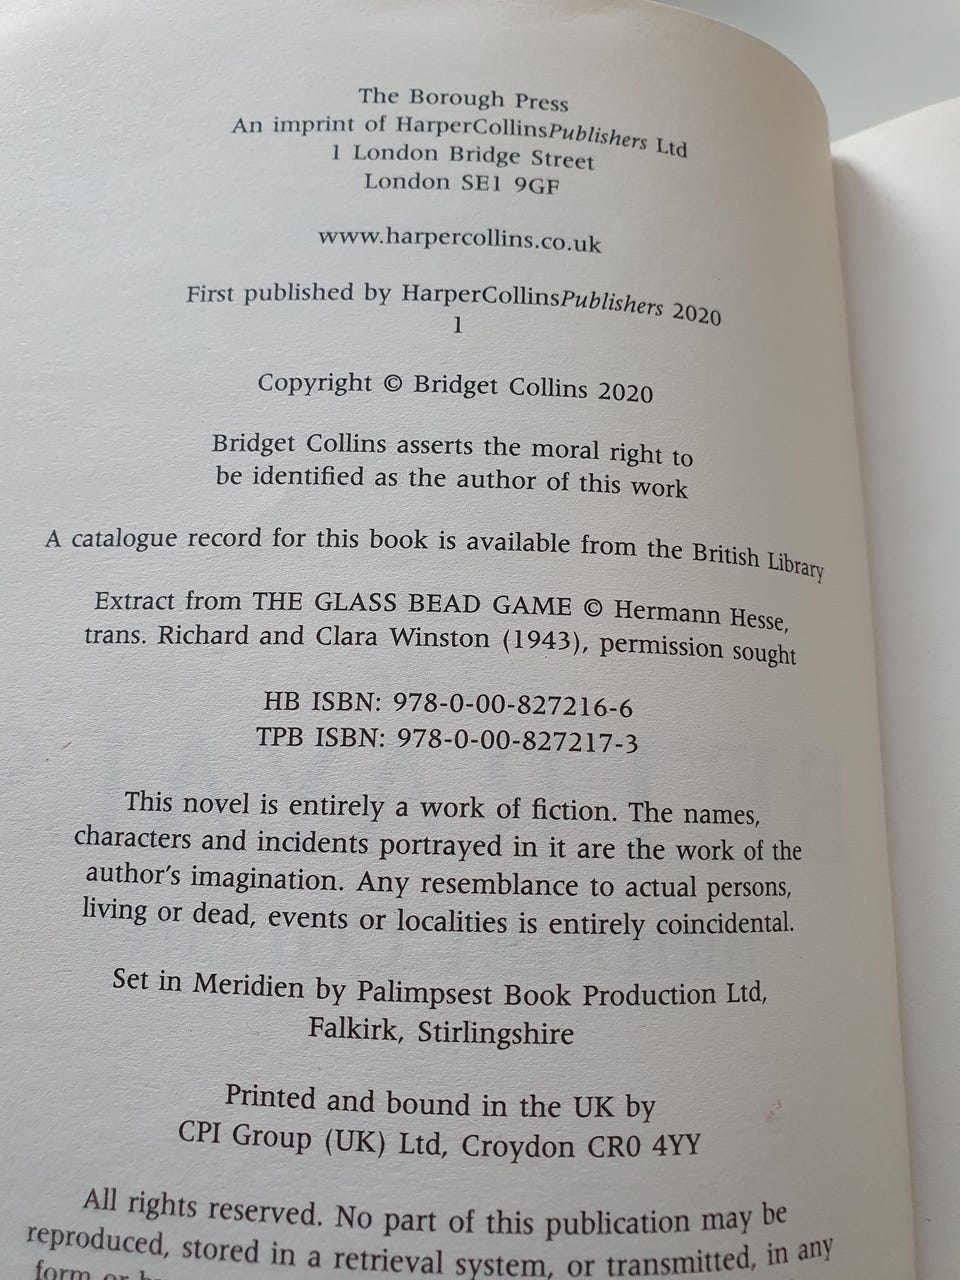 The Borough Press
An imprint of HarperCollinsPublishers Ltd
1 London Bridge Street
London SE1 9GF
www.harpercollins.co.uk
First published by HarperCollinsPublishers 2020
1
Copyright © Bridget Collins 2020
Bridget Collins asserts the moral right to
be identified as the author of this work
A catalogue record for this book is available from the British Library
Extract from THE GLASS BEAD GAME © Hermann Hesse,
trans. Richard and Clara Winston (1943), permission sought
HB ISBN: 978-0-00-827216-6
TPB ISBN: 978-0-00-827217-3
This novel is entirely a work of fiction. The names,
characters and incidents portrayed in it are the work of the
author's imagination. Any resemblance to actual persons,
living or dead, events or localities is entirely coincidental.
Set in Meridien by Palimpsest Book Production Ltd,
Falkirk, Stirlingshire
Printed and bound in the UK by
CPI Group (UK) Ltd, Croydon CR0 4YY
All rights reserved. No part of this publication may be
reproduced, stored in a retrieval system, or transmitted, in any
form or